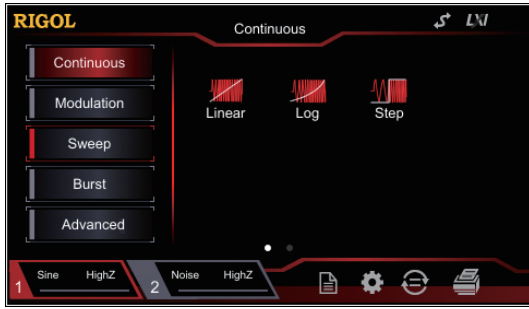 RIGOL
Continuous
LXI
Continuous
Modulation
Sweep
Burst
Advanced
Linear
Log
Step
1
Sine
HighZ
2
Noise
HighZ